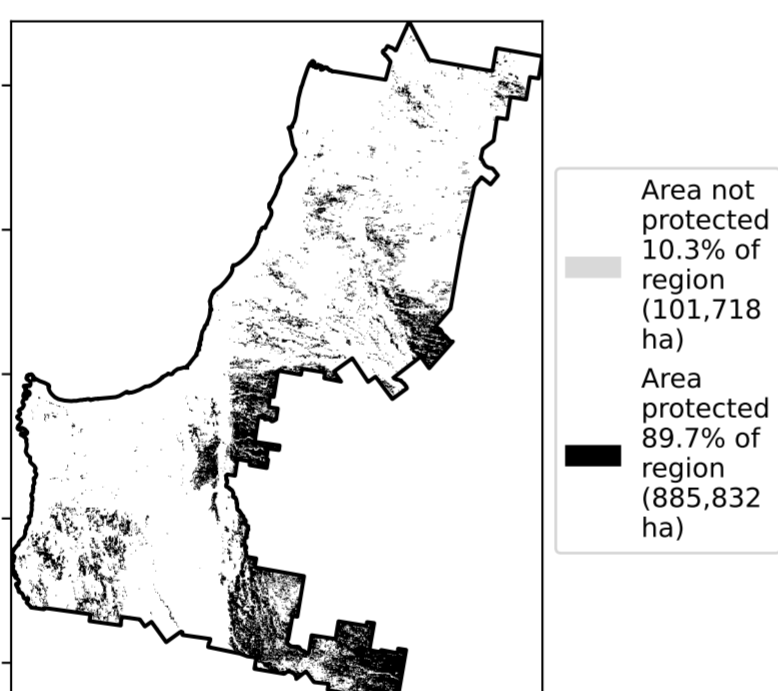 Area not
protected
10.3% of
region
(101,718
ha)
Area
protected
89.7% of
region
(885,832
ha)